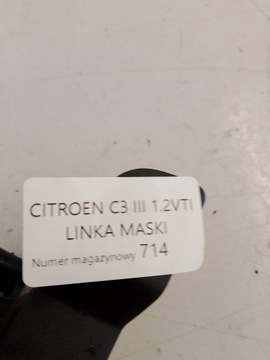 CITROEN C3 III 1.2VTI
LINKA MASKI
Numer magazynowy 714